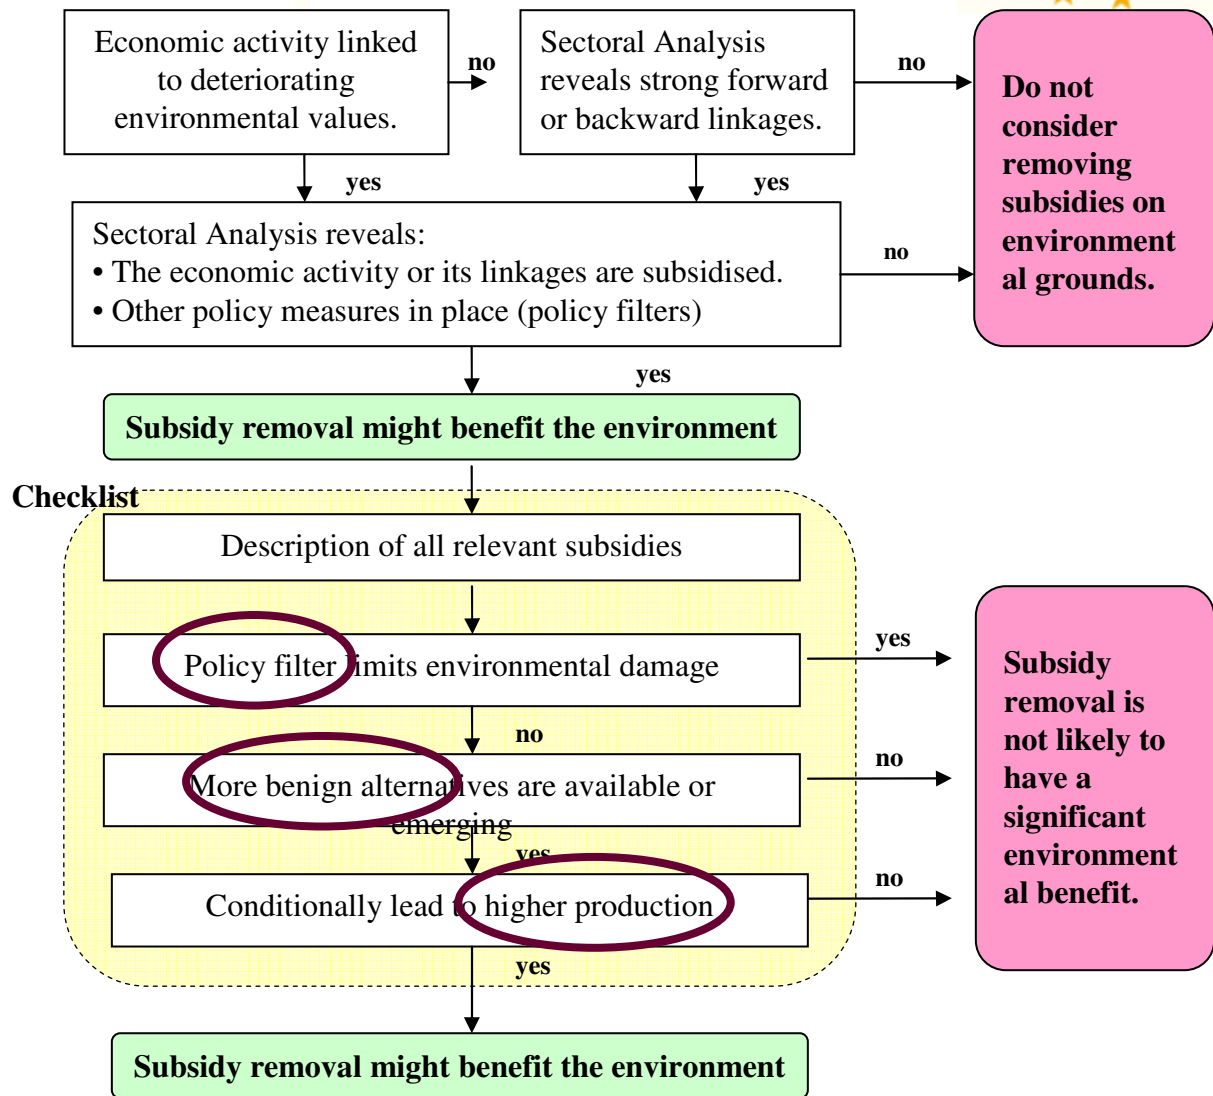 Economic activity linked
to deteriorating
environmental values.
no
Sectoral Analysis
reveals strong forward
or backward linkages.
no
Do not
consider
removing
subsidies on
environment
al grounds.
yes
yes
Sectoral Analysis reveals:
• The economic activity or its linkages are subsidised.
• Other policy measures in place (policy filters)
no
yes
Subsidy removal might benefit the environment
Checklist
Description of all relevant subsidies
Policy filter limits environmental damage
yes
no
More benign alternatives are available or
emerging
no
yes
Conditionally lead to higher production
no
yes
Subsidy
removal is
not likely to
have a
significant
environment
al benefit.
Subsidy removal might benefit the environment